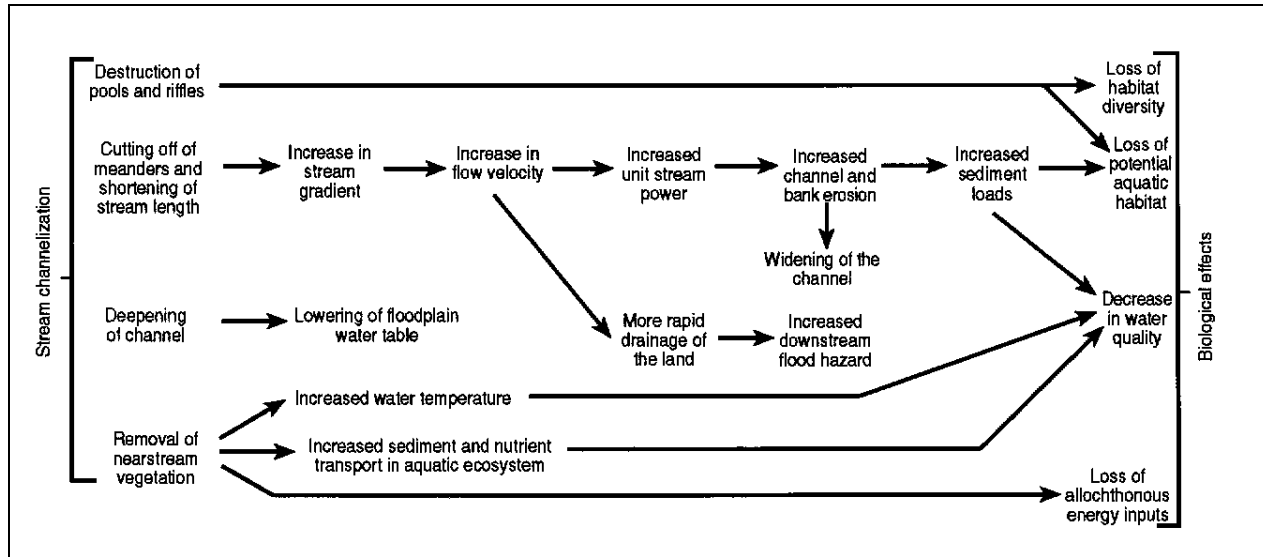 Stream channelization
Destruction of
pools and riffles
Loss of
habitat
diversity
Cutting off of
meanders and
shortening of
stream length
Increase in
stream
gradient
Increase in
flow velocity
Increased
unit stream
power
Increased
channel and
bank erosion
Increased
sediment
loads
Loss of
potential
aquatic
habitat
Widening of the
channel
Deepening
of channel
Lowering of floodplain
water table
More rapid
drainage of
the land
Increased
downstream
flood hazard
Decrease
in water
quality
Removal of
nearstream
vegetation
Increased water temperature
Increased sediment and nutrient
transport in aquatic ecosystem
Loss of
allochthonous
energy inputs
Biological effects